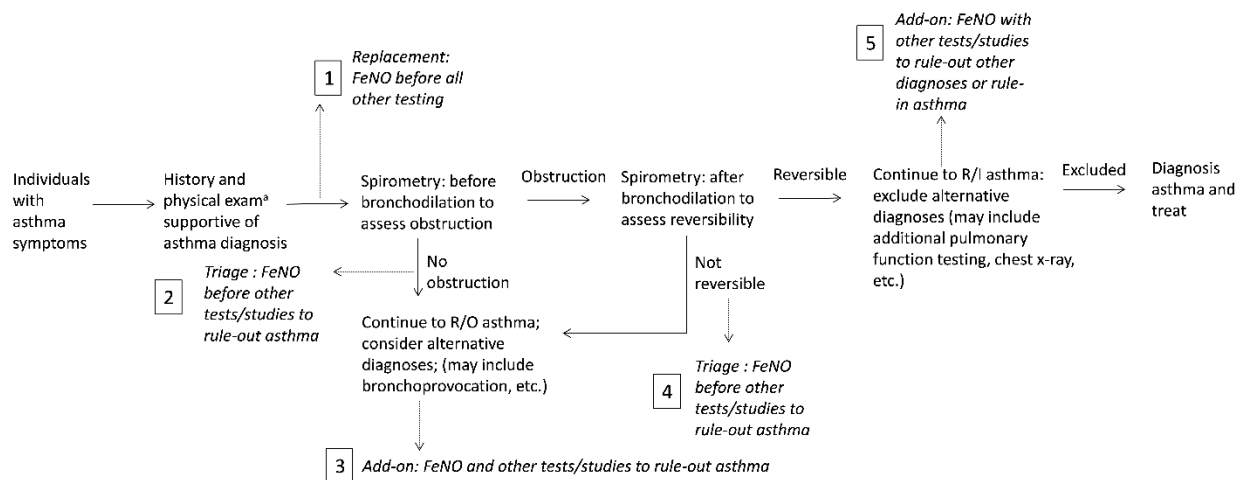 5
Add-on: FeNO with
other tests/studies
to rule-out other
diagnoses or rule-
in asthma
1
Replacement:
FeNO before all
other testing
Individuals
with
asthma
symptoms
History and
physical examᵃ
supportive of
asthma diagnosis
Spirometry: before
bronchodilation to
assess obstruction
Obstruction
Spirometry: after
bronchodilation to
assess reversibility
Reversible
Continue to R/I asthma:
exclude alternative
diagnoses (may include
additional pulmonary
function testing, chest x-ray,
etc.)
Excluded
Diagnosis
asthma and
treat
No
obstruction
Not
reversible
2
Triage : FeNO
before other
tests/studies to
rule-out asthma
Continue to R/O asthma;
consider alternative
diagnoses; (may include
bronchoprovocation, etc.)
4
Triage : FeNO
before other
tests/studies to
rule-out asthma
3
Add-on: FeNO and other tests/studies to rule-out asthma